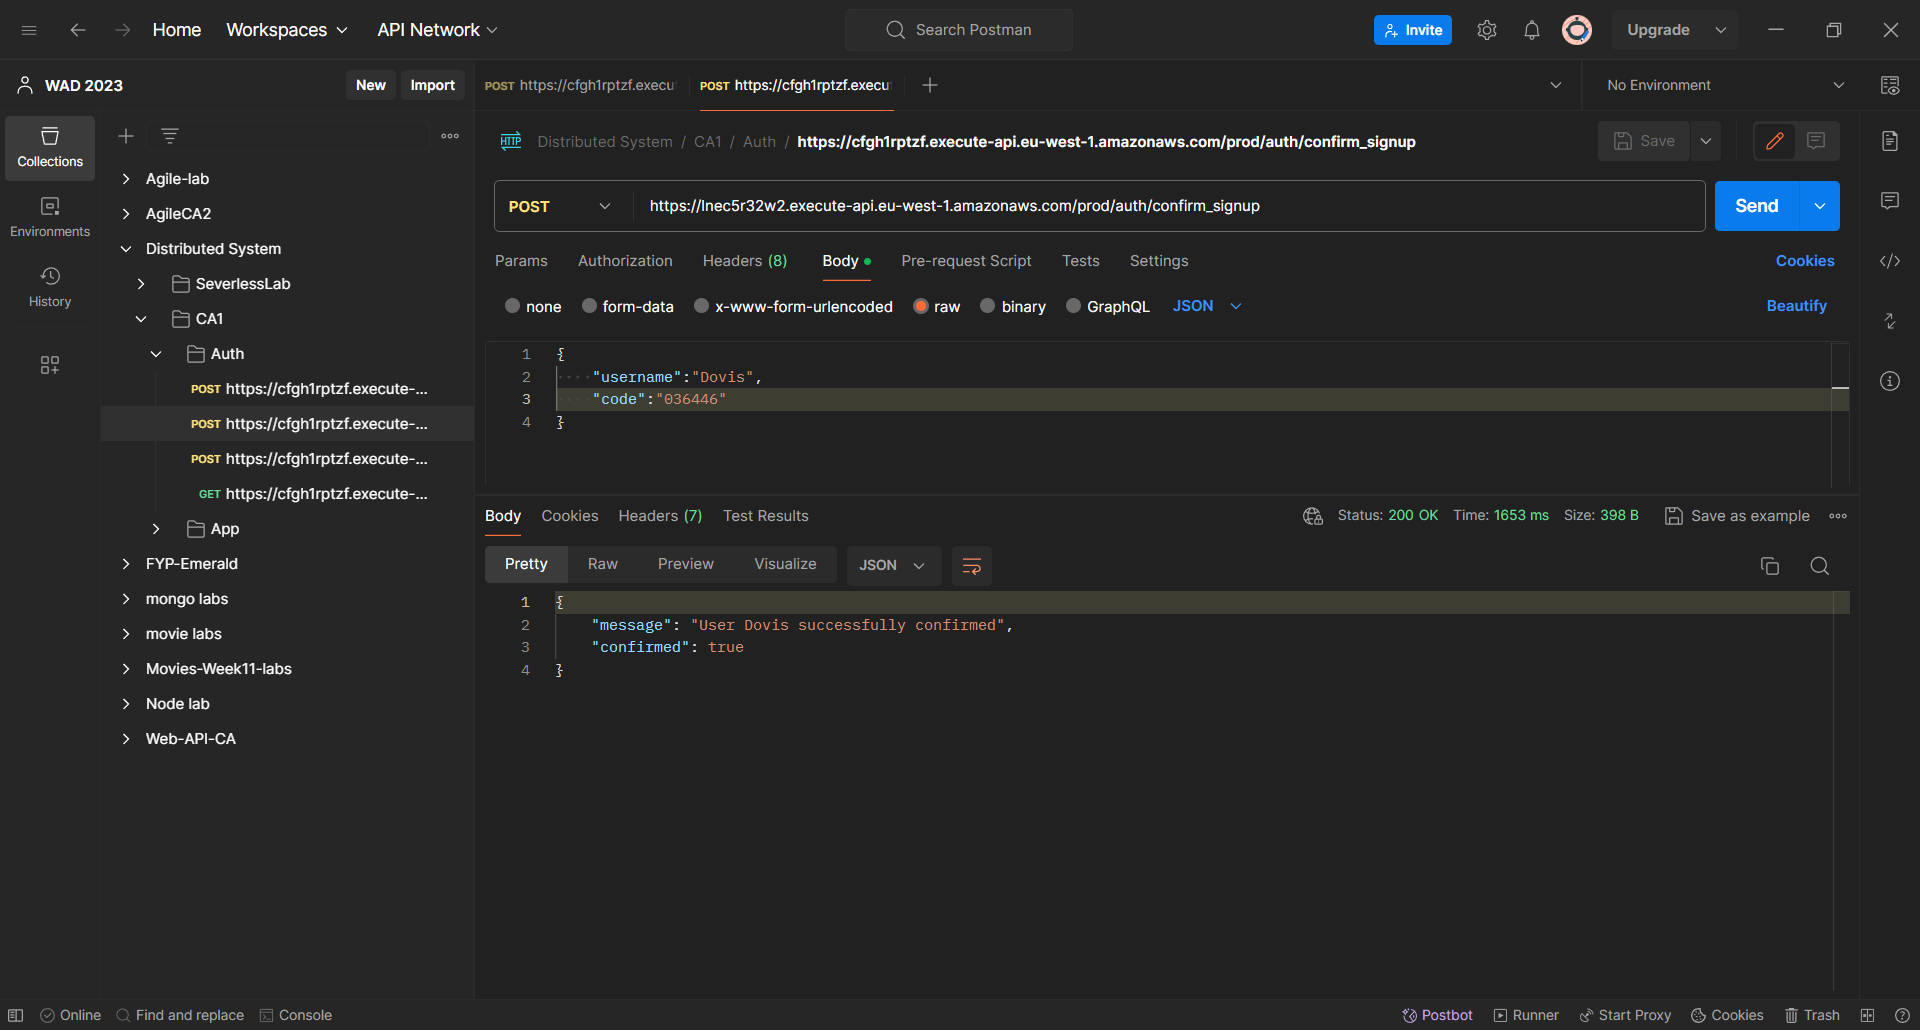 Home Workspaces API Network Search Postman Invite Upgrade
WAD 2023 New Import POST https://cfgh1rptzf.execu POST https://cfgh1rptzf.execu No Environment
HTTP Distributed System / CA1 / Auth / https://cfgh1rptzf.execute-api.eu-west-1.amazonaws.com/prod/auth/confirm_signup Save
Collections
Environments
History
Agile-lab
AgileCA2
Distributed System
SeverlessLab
CA1
Auth
POST https://cfgh1rptzf.execute-...
POST https://cfgh1rptzf.execute-...
POST https://cfgh1rptzf.execute-...
GET https://cfgh1rptzf.execute-...
App
FYP-Emerald
mongo labs
movie labs
Movies-Week11-labs
Node lab
Web-API-CA
POST https://lnec5r32w2.execute-api.eu-west-1.amazonaws.com/prod/auth/confirm_signup Send
Params Authorization Headers (8) Body Pre-request Script Tests Settings Cookies
none form-data x-www-form-urlencoded raw binary GraphQL JSON Beautify
1 {
2 "username":"Dovis",
3 "code":"036446"
4 }
Body Cookies Headers (7) Test Results Status: 200 OK Time: 1653 ms Size: 398 B Save as example
Pretty Raw Preview Visualize JSON
1 {
2 "message": "User Dovis successfully confirmed",
3 "confirmed": true
4 }
Online Find and replace Console Postbot Runner Start Proxy Cookies Trash